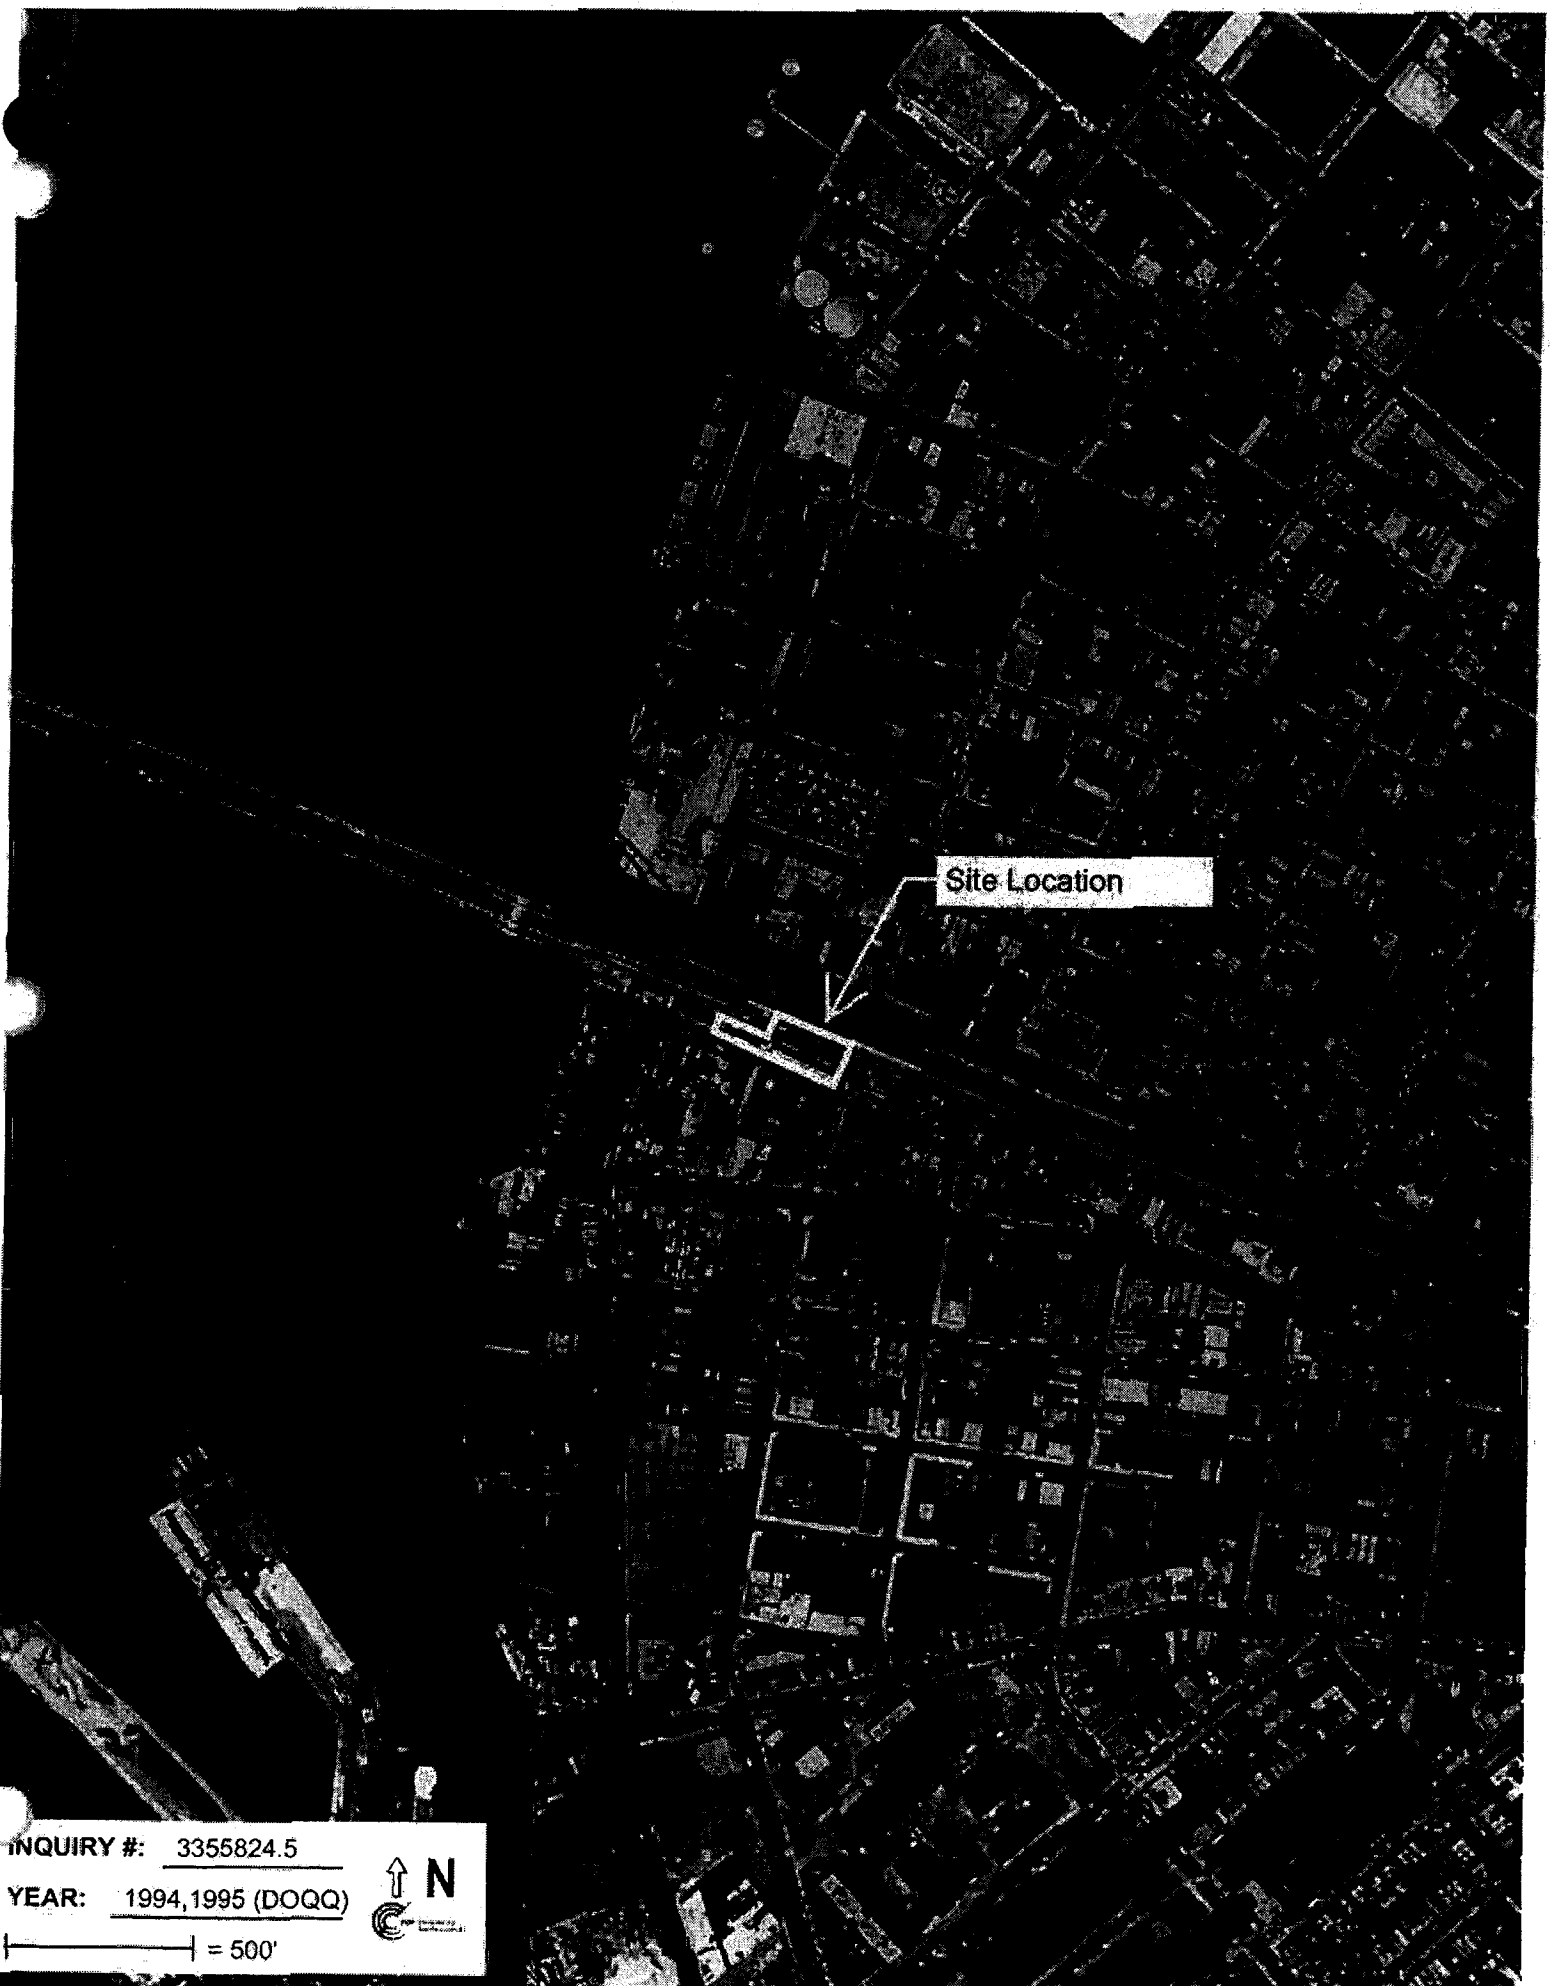 Site Location
INQUIRY #: 3355824.5
YEAR: 1994,1995 (DOQQ)
N
= 500'